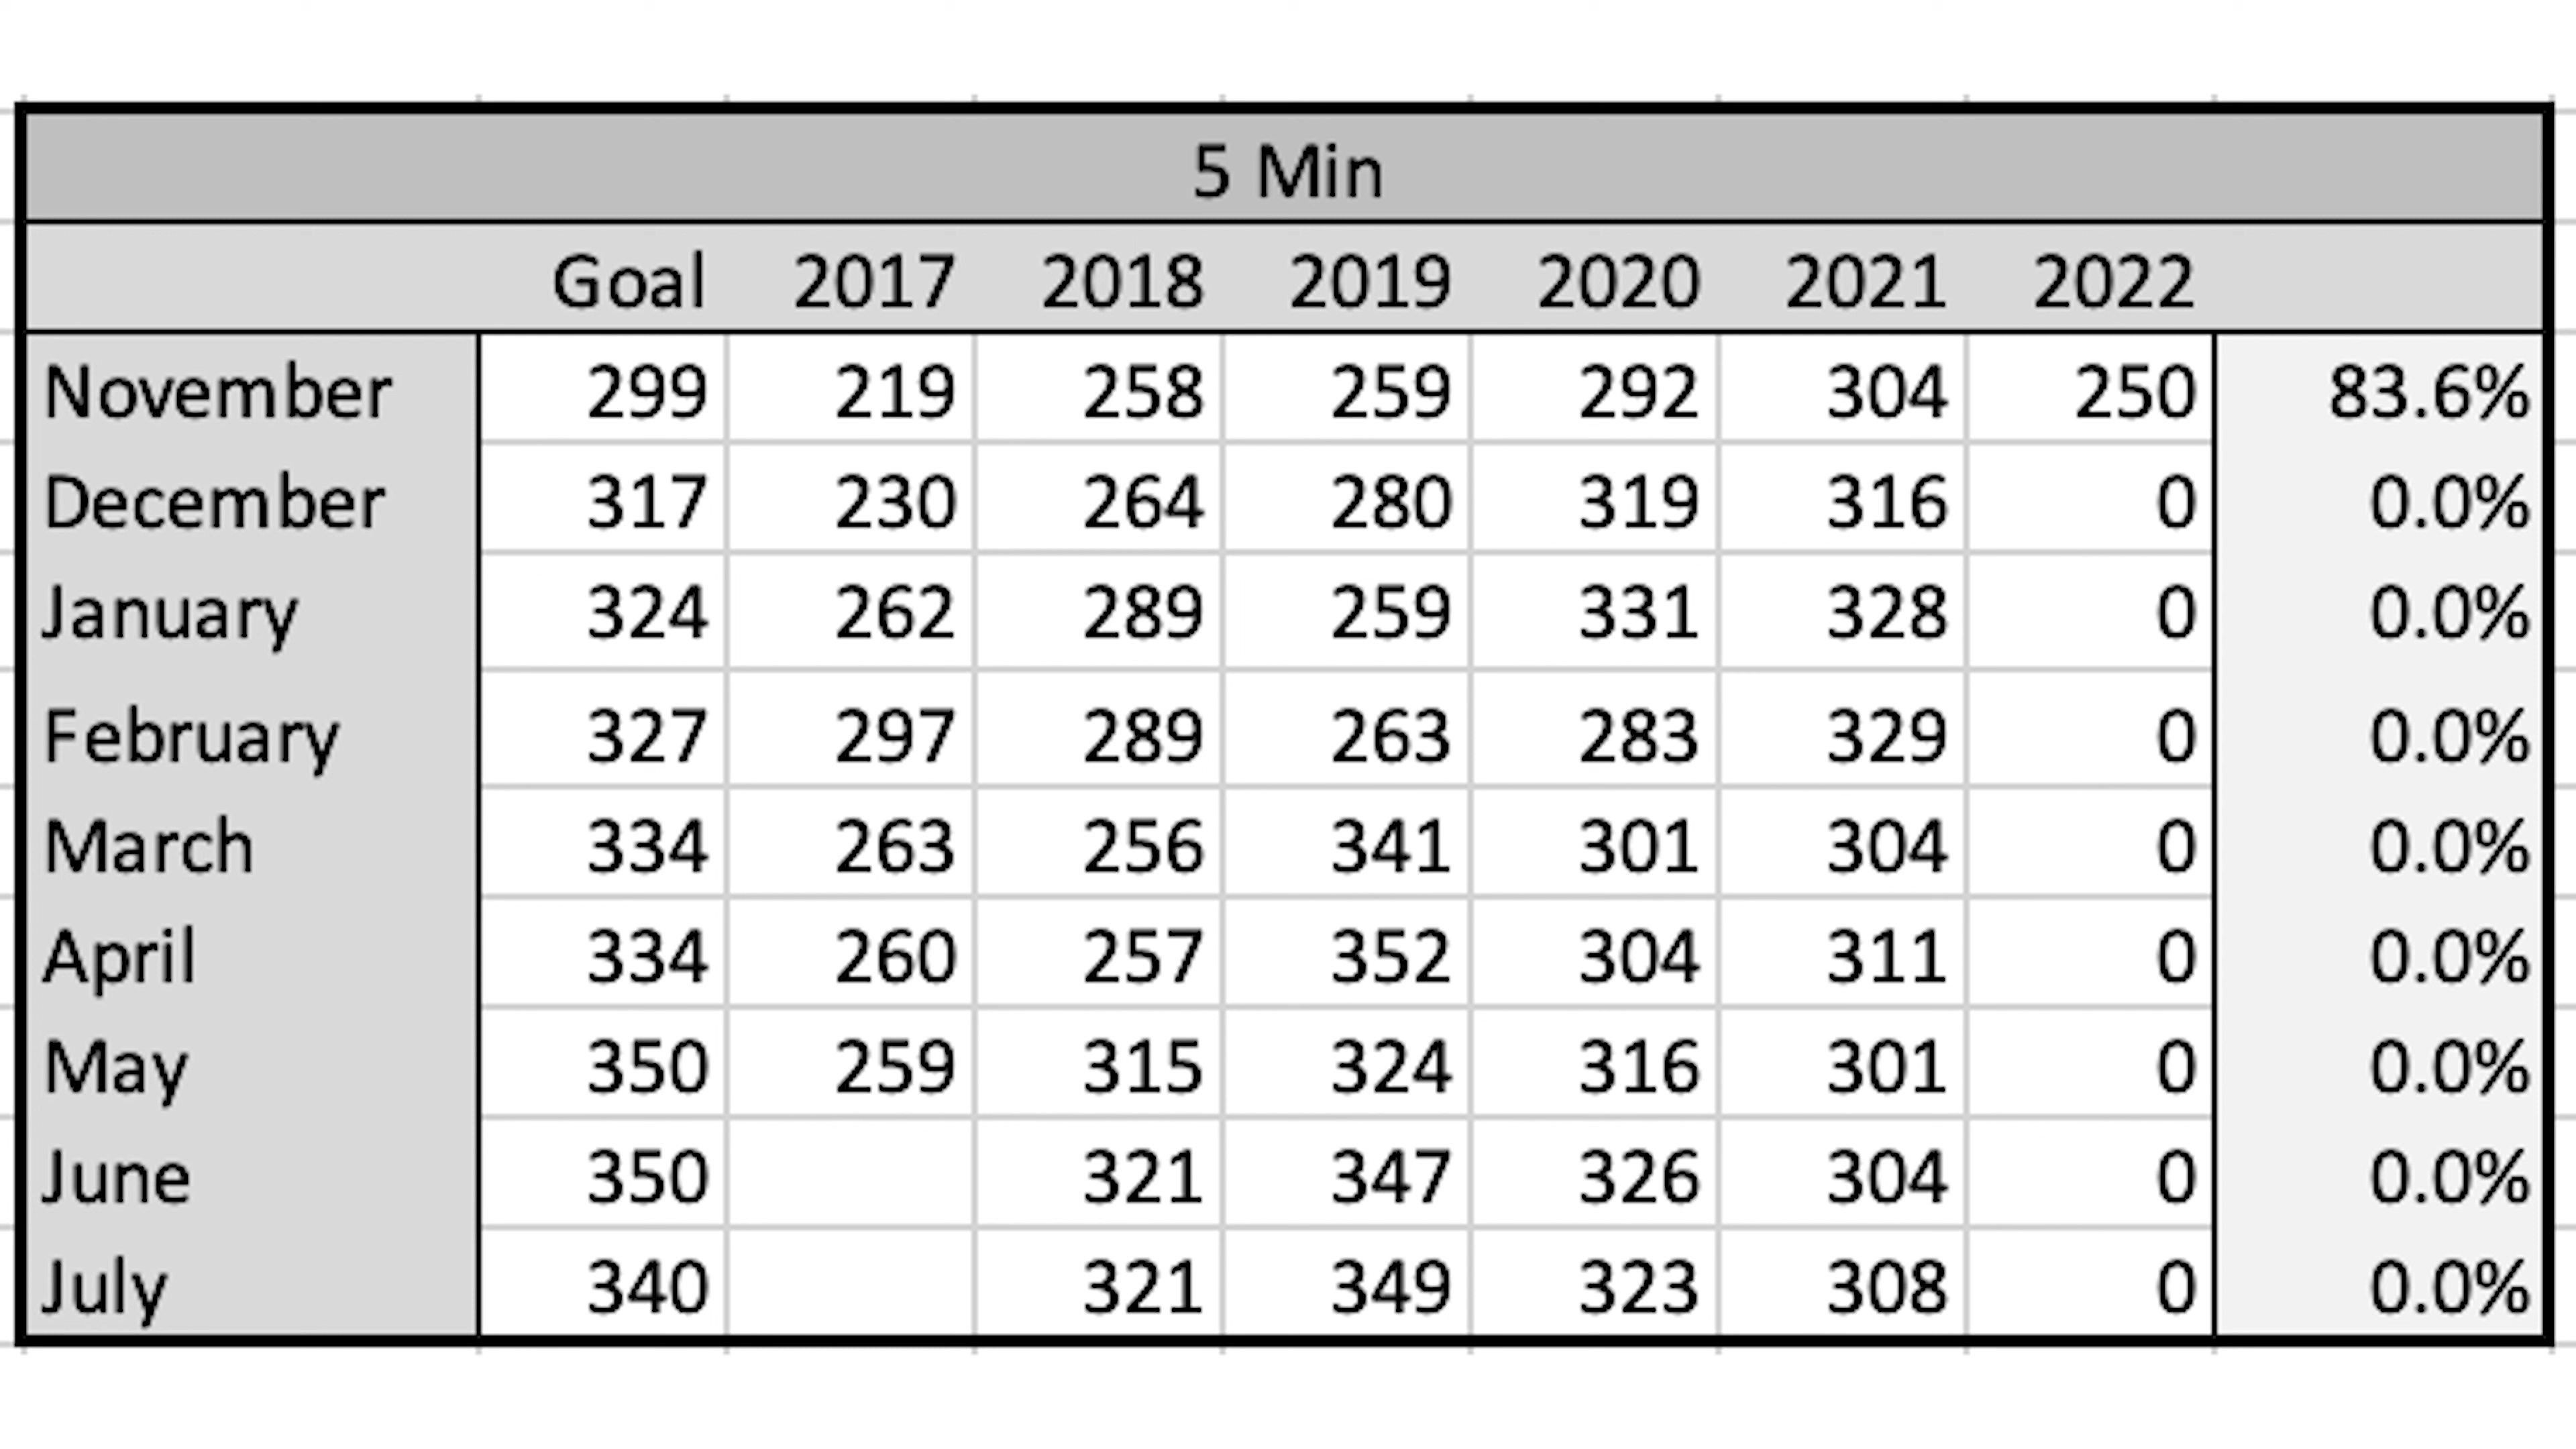 5 Min
Goal 2017 2018 2019 2020 2021 2022
November 299 219 258 259 292 304 250 83.6%
December 317 230 264 280 319 316 0 0.0%
January 324 262 289 259 331 328 0 0.0%
February 327 297 289 263 283 329 0 0.0%
March 334 263 256 341 301 304 0 0.0%
April 334 260 257 352 304 311 0 0.0%
May 350 259 315 324 316 301 0 0.0%
June 350 321 347 326 304 0 0.0%
July 340 321 349 323 308 0 0.0%